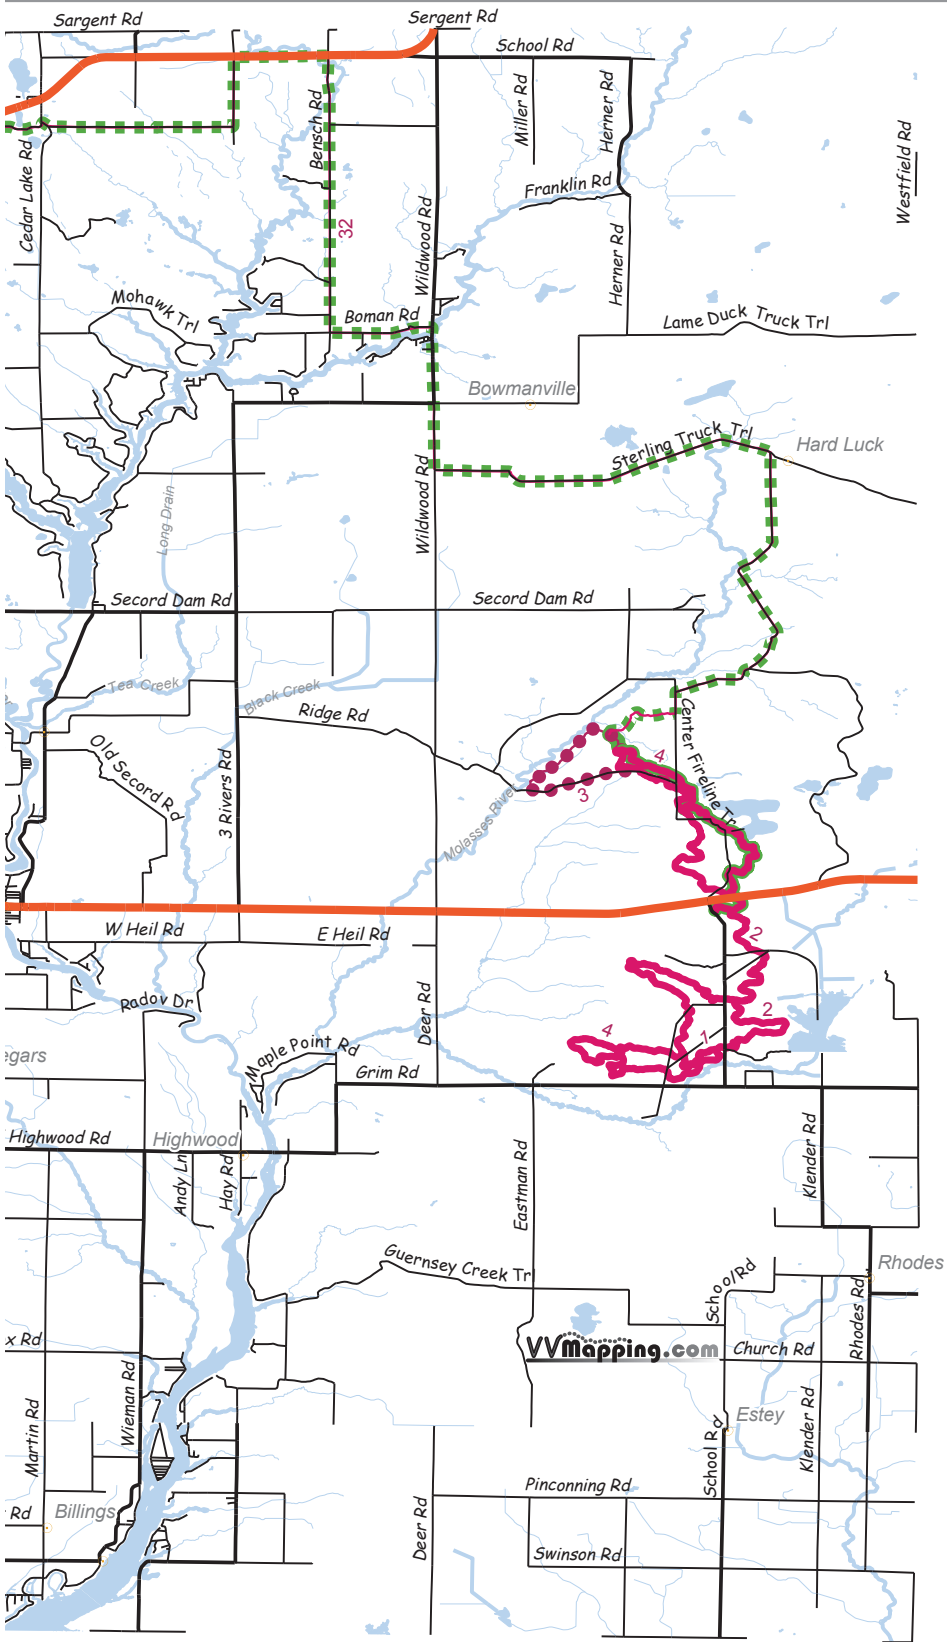 Sargent Rd
Sergent Rd
School Rd
Miller Rd
Herner Rd
Bensch Rd
Westfield Rd
Cedar Lake Rd
Franklin Rd
32
Wildwood Rd
Herner Rd
Mohawk Trl
Boman Rd
Lame Duck Truck Trl
Bowmanville
Sterling Truck Trl
Hard Luck
Wildwood Rd
Long Drain
Secord Dam Rd
Secord Dam Rd
Tea Creek
Black Creek
Ridge Rd
Center Fireline Tr
Old Secord Rd
3 Rivers Rd
4
3
Molasses River
W Heil Rd
E Heil Rd
2
Radov Dr
Deer Rd
2
4
1
Maple Point Rd
egars
Grim Rd
Highwood Rd
Highwood
Andy Ln
Hay Rd
Eastman Rd
Klender Rd
Guernsey Creek Trl
School Rd
Rhodes
Rhodes Rd
x Rd
VVMapping.com
Church Rd
Wieman Rd
Martin Rd
Estey
Klender Rd
School Rd
Pinconning Rd
Rd
Billings
Deer Rd
Swinson Rd